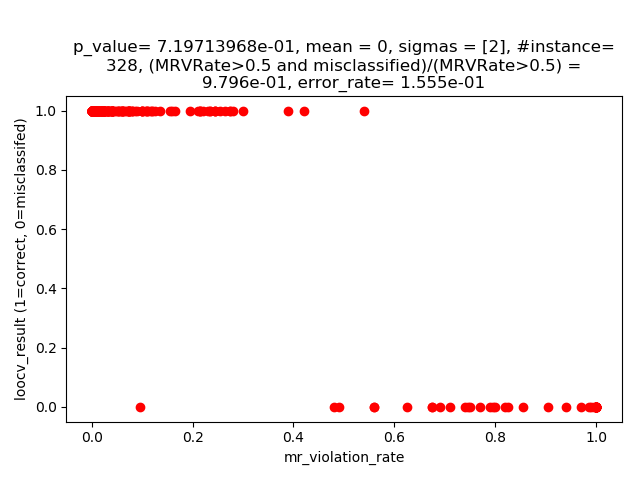 p_value= 7.19713968e-01, mean = 0, sigmas = [2], #instance=
328, (MRVRate>0.5 and misclassified)/(MRVRate>0.5) =
9.796e-01, error_rate= 1.555e-01
loocv_result (1=correct, 0=misclassifed)
1.0
0.8
0.6
0.4
0.2
0.0
0.0 0.2 0.4 0.6 0.8 1.0
mr_violation_rate